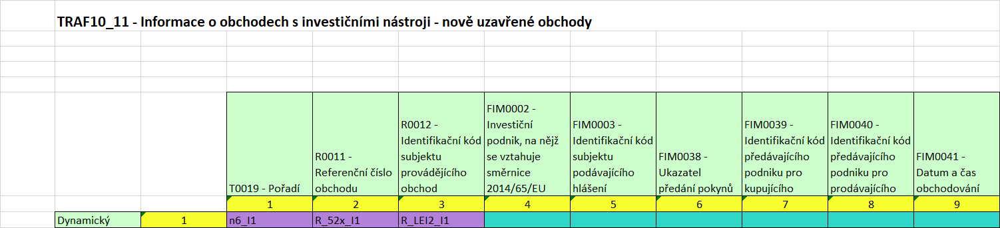 TRAF10_11 - Informace o obchodech s investičními nástroji - nově uzavřené obchody
T0019 - Pořadí
R0011 -
Referenční číslo
obchodu
R0012 -
Identifikační kód
subjektu
provádějícího
obchod
FIM0002 -
Investiční
podnik, na nějž
se vztahuje
směrnice
2014/65/EU
FIM0003 -
Identifikační kód
subjektu
podávajícího
hlášení
FIM0038 -
Ukazatel
předání pokynů
FIM0039 -
Identifikační kód
předávajícího
podniku pro
kupujícího
FIM0040 -
Identifikační kód
předávajícího
podniku pro
prodávajícího
FIM0041 -
Datum a čas
obchodování
1 2 3 4 5 6 7 8 9
Dynamický 1 n6_I1 R_52x_I1 R_LEI2_I1